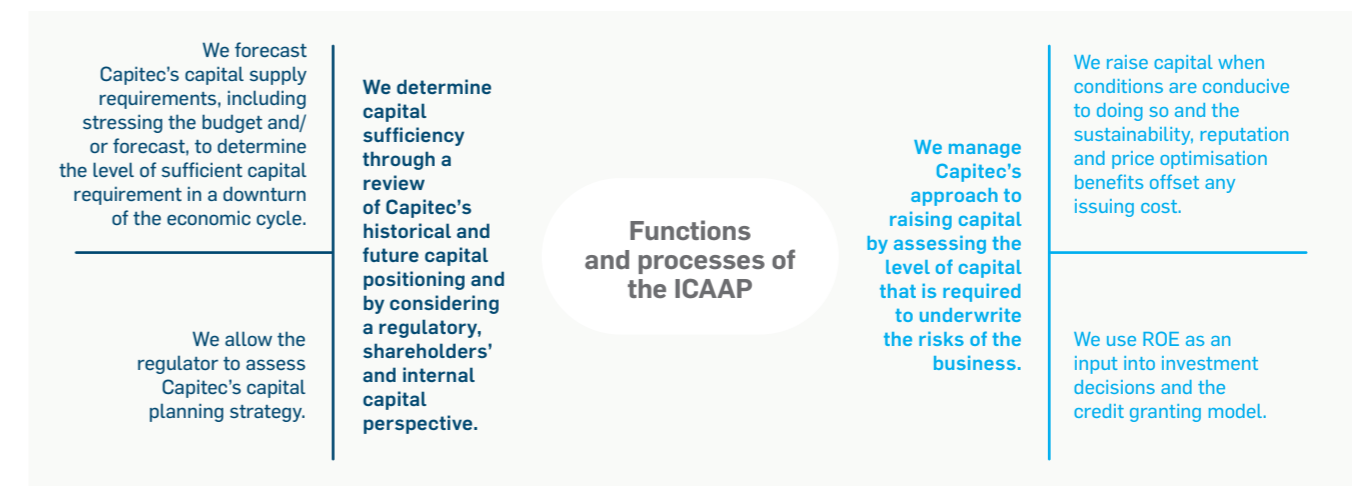 We forecast
Capitec’s capital supply
requirements, including
stressing the budget and/
or forecast, to determine
the level of sufficient capital
requirement in a downturn
of the economic cycle.
We allow the
regulator to assess
Capitec’s capital
planning strategy.
We determine
capital
sufficiency
through a
review
of Capitec’s
historical and
future capital
positioning and
by considering
a regulatory,
shareholders’
and internal
capital
perspective.
Functions
and processes of
the ICAAP
We manage
Capitec’s
approach to
raising capital
by assessing the
level of capital
that is required
to underwrite
the risks of the
business.
We raise capital when
conditions are conducive
to doing so and the
sustainability, reputation
and price optimisation
benefits offset any
issuing cost.
We use ROE as an
input into investment
decisions and the
credit granting model.